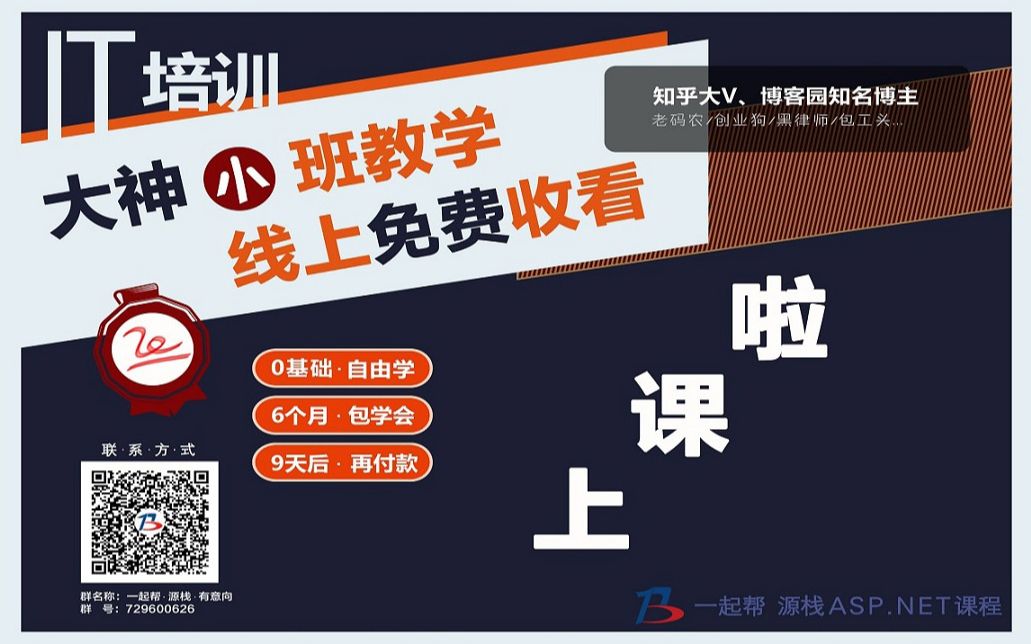 IT培训
知乎大V、博客园知名博主
老码农/创业狗/黑律师/包工头...
大神小班教学
线上免费收看
0基础·自由学
6个月·包学会
9天后·再付款
上课啦
联·系·方·式
群名称：一起帮·源栈·有意向
群 号：729600626
一起帮 源栈ASP.NET课程